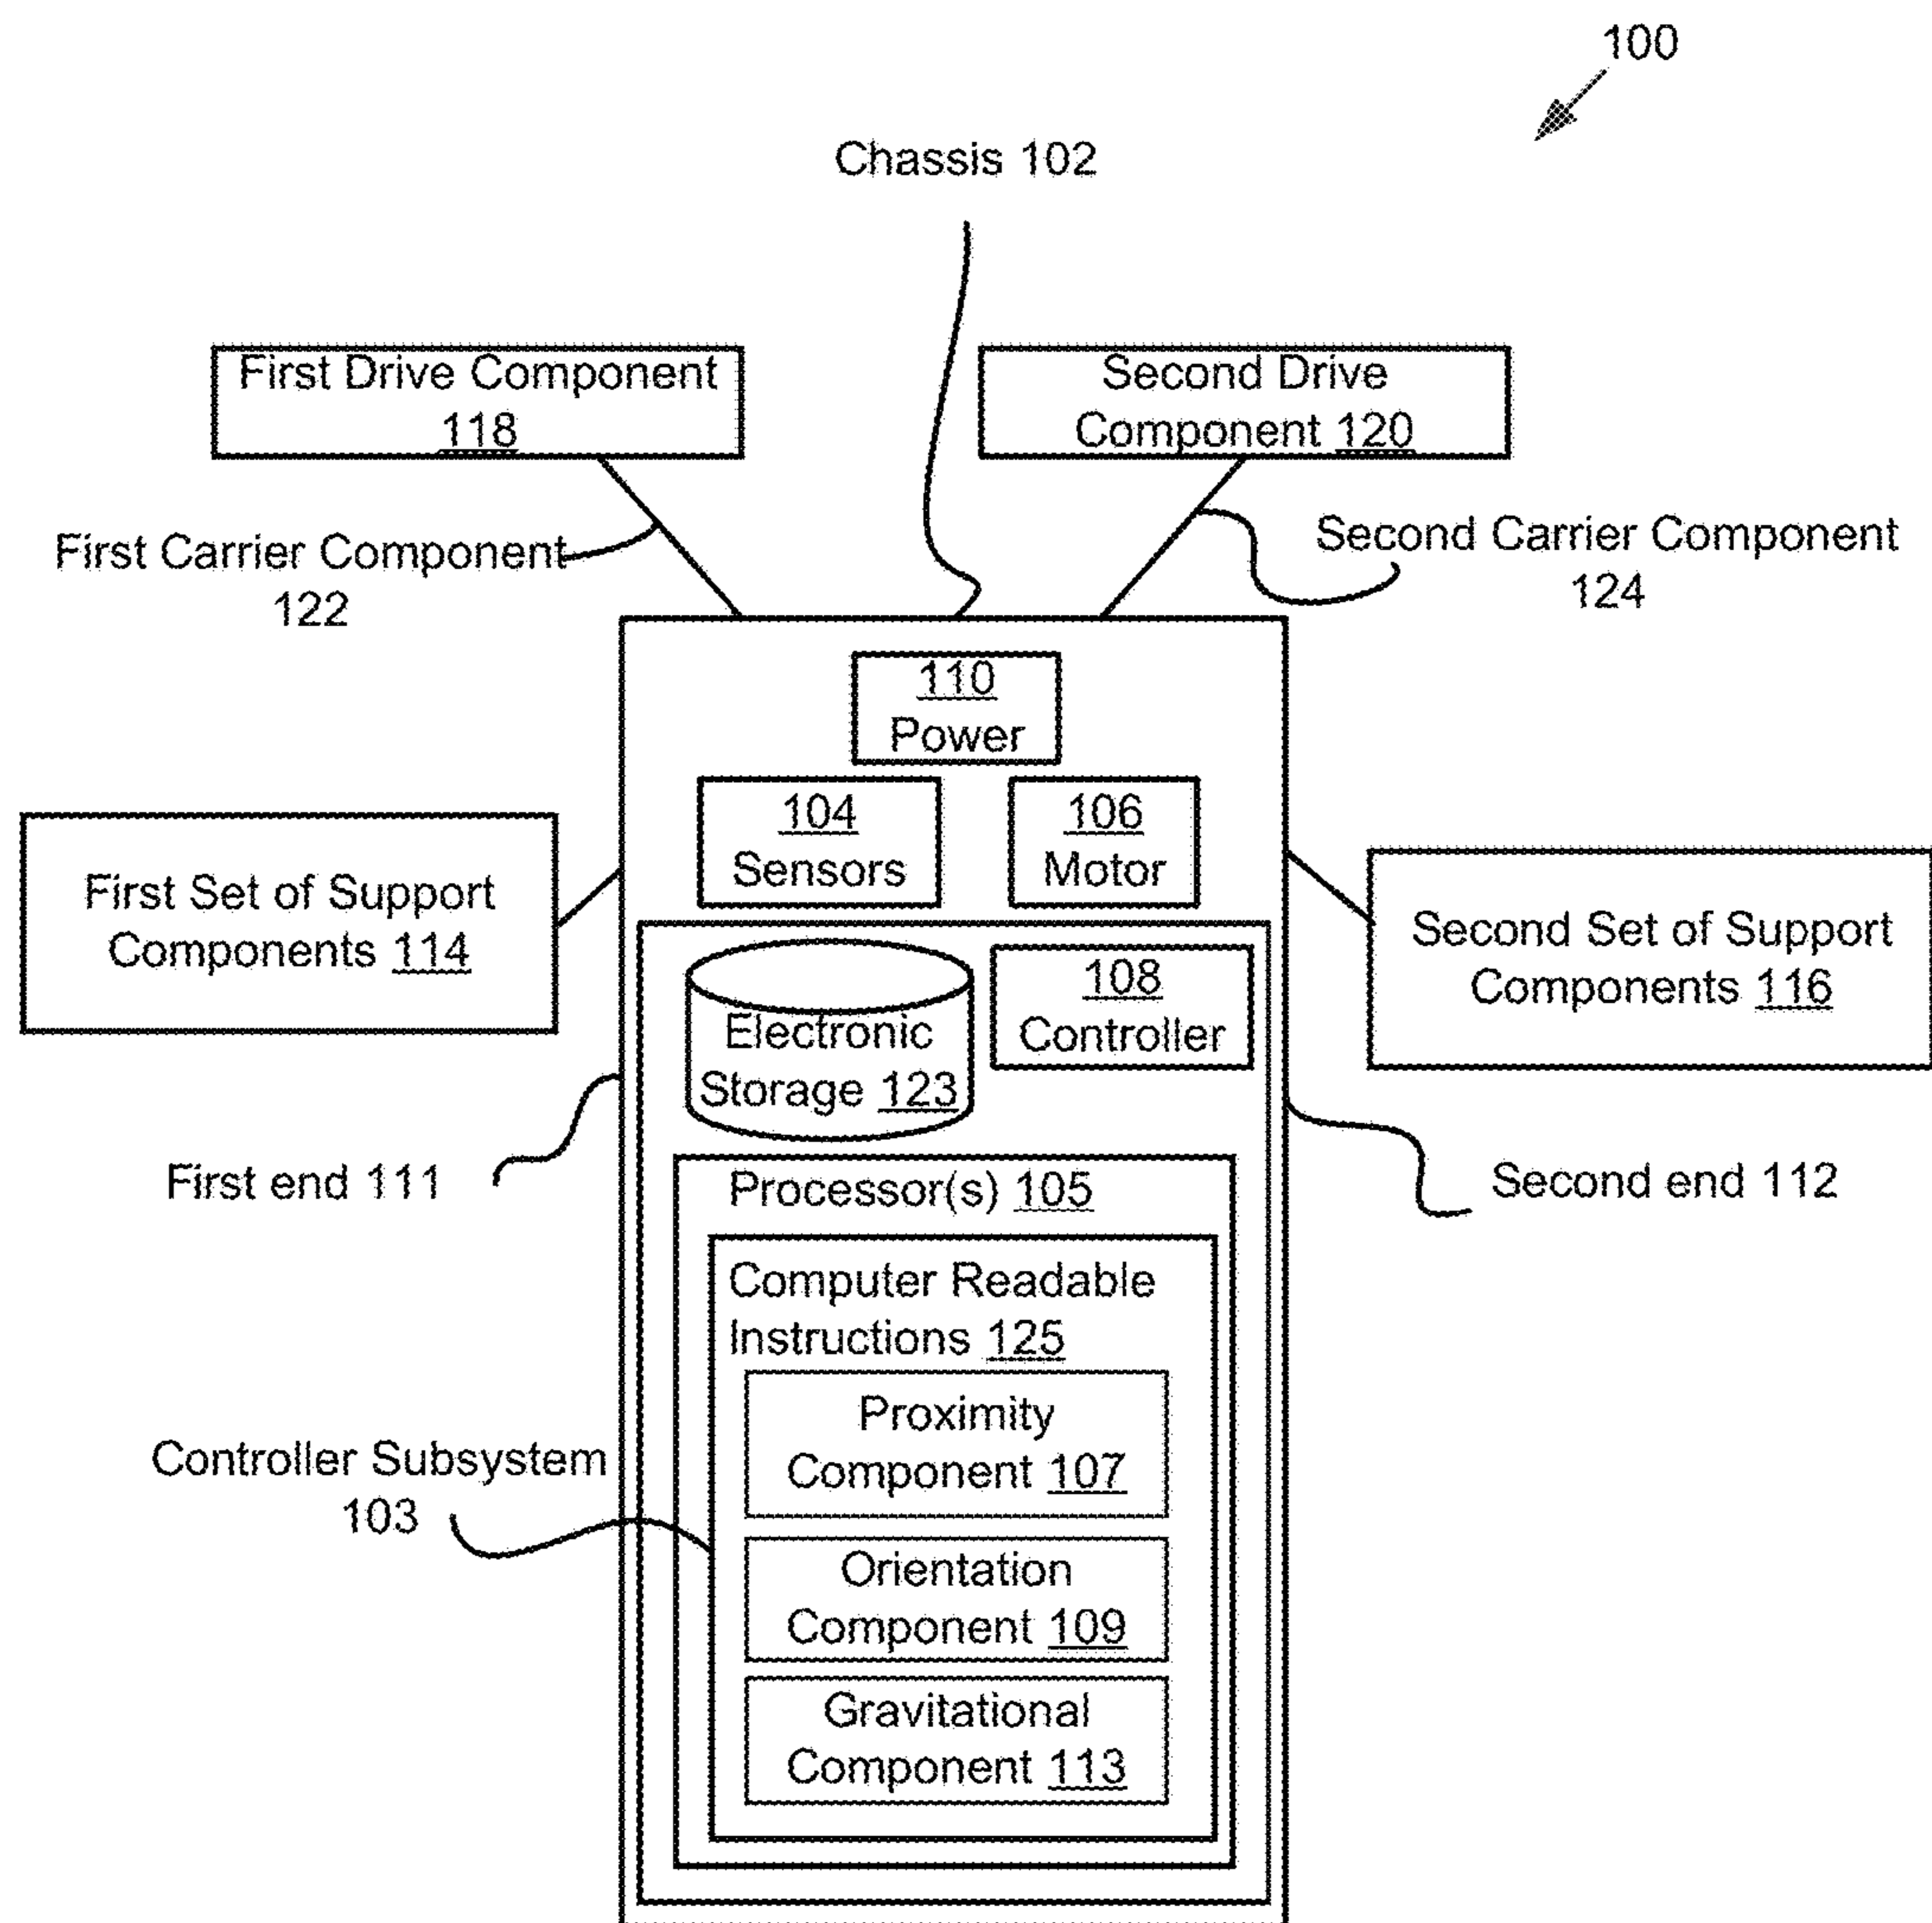 100
Chassis 102
First Drive Component
118
Second Drive
Component 120
First Carrier Component
122
Second Carrier Component
124
110
Power
104
Sensors
106
Motor
First Set of Support
Components 114
Second Set of Support
Components 116
Electronic
Storage 123
108
Controller
First end 111
Second end 112
Processor(s) 105
Computer Readable
Instructions 125
Proximity
Component 107
Controller Subsystem
103
Orientation
Component 109
Gravitational
Component 113